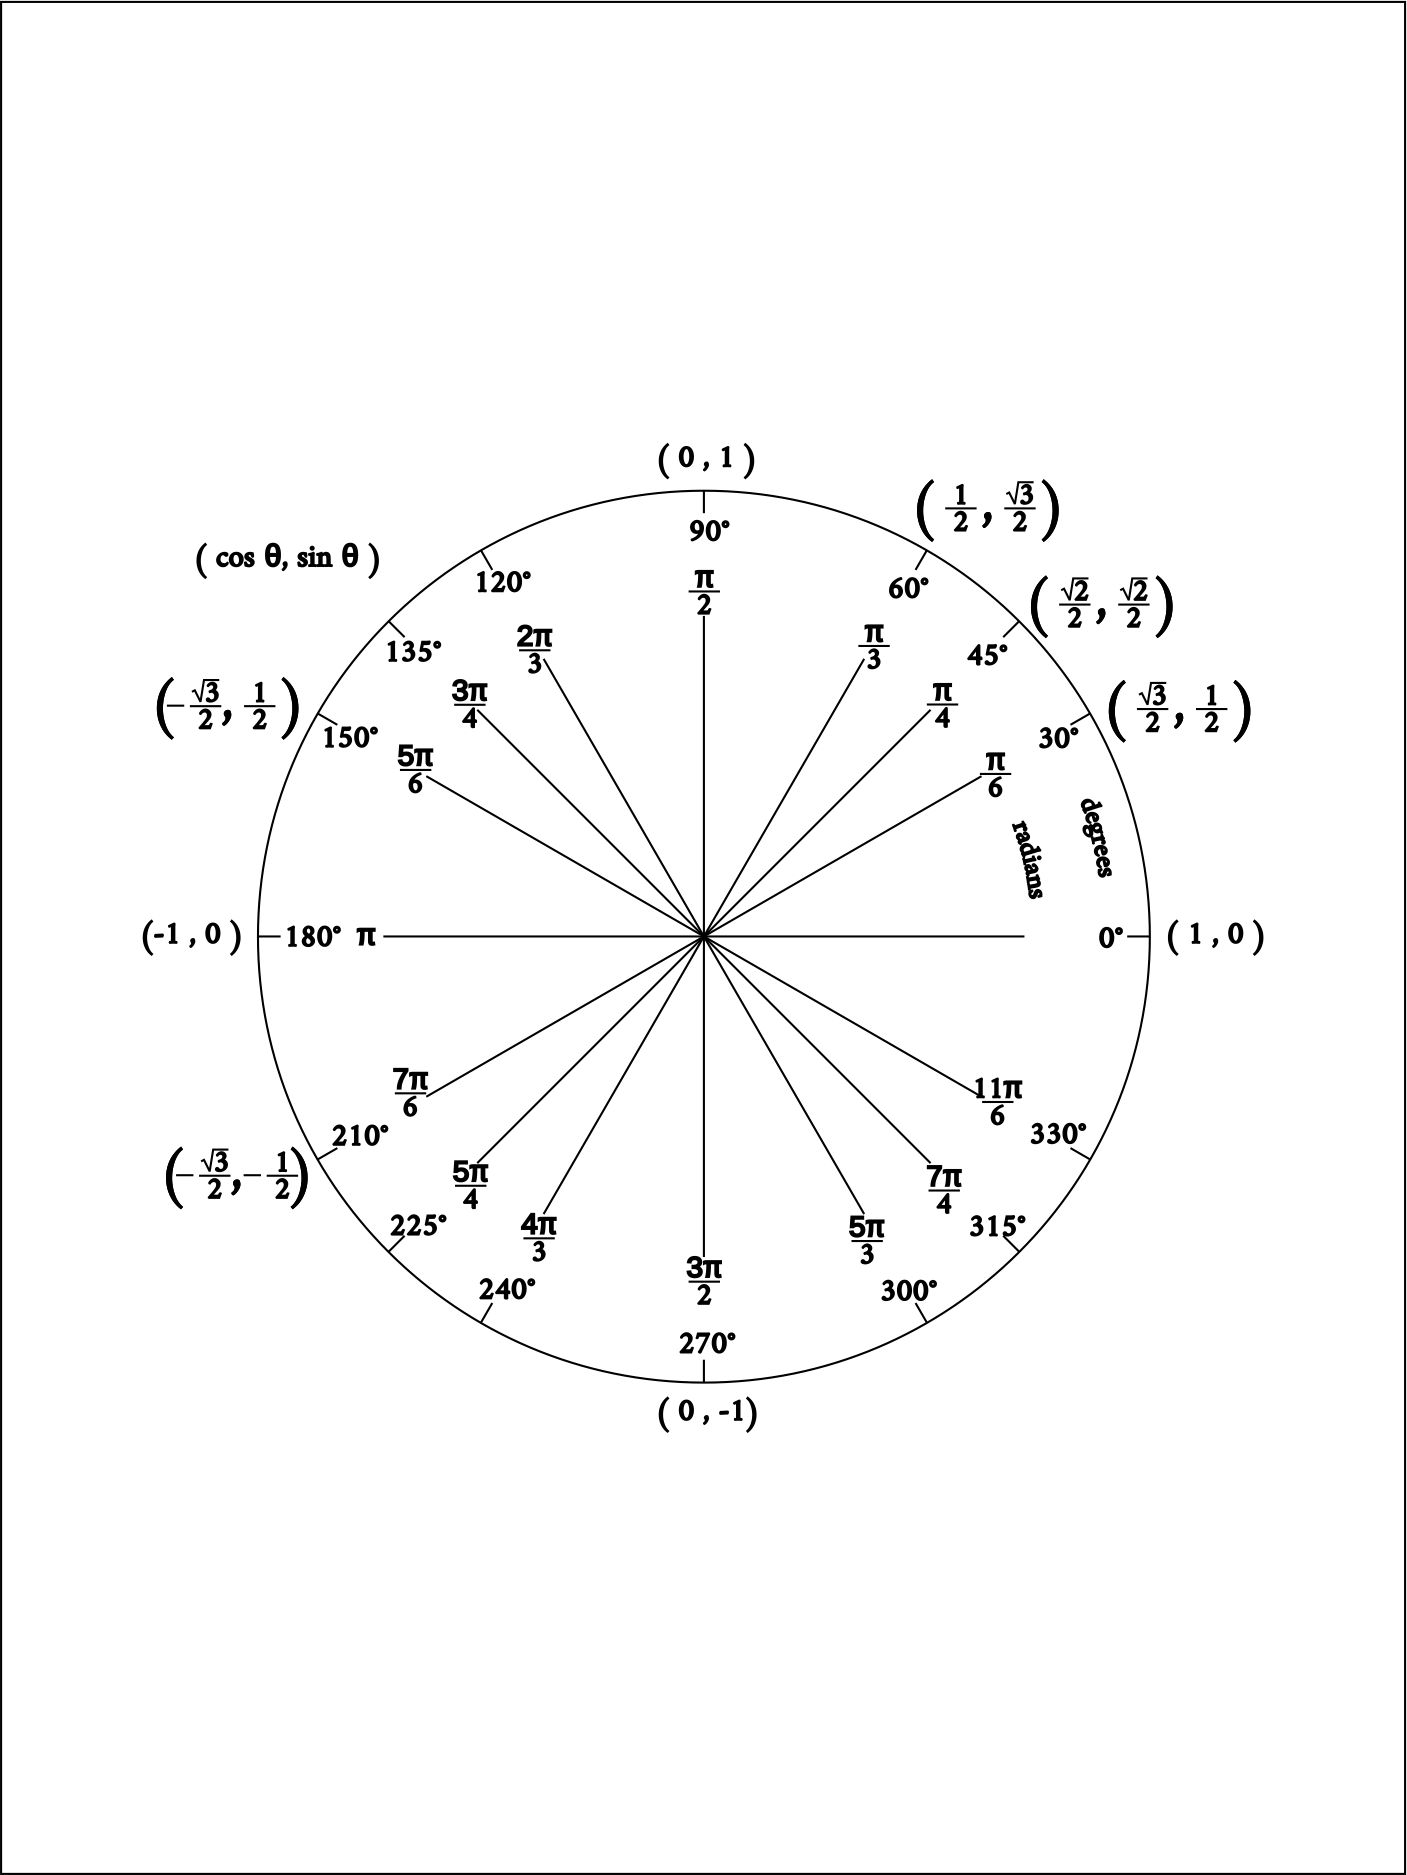 ( 0 , 1 )
( 1/2 , √3/2 )
90°
( cos θ, sin θ )
120°
π/2
60°
( √2/2 , √2/2 )
135°
2π/3
π/3
45°
( -√3/2 , 1/2 )
3π/4
π/4
( √3/2 , 1/2 )
150°
30°
5π/6
π/6
degrees
radians
(-1 , 0 )
180° π
0°
( 1 , 0 )
7π/6
11π/6
210°
330°
( -√3/2 , -1/2 )
5π/4
7π/4
225°
4π/3
5π/3
315°
3π/2
240°
300°
270°
( 0 , -1)